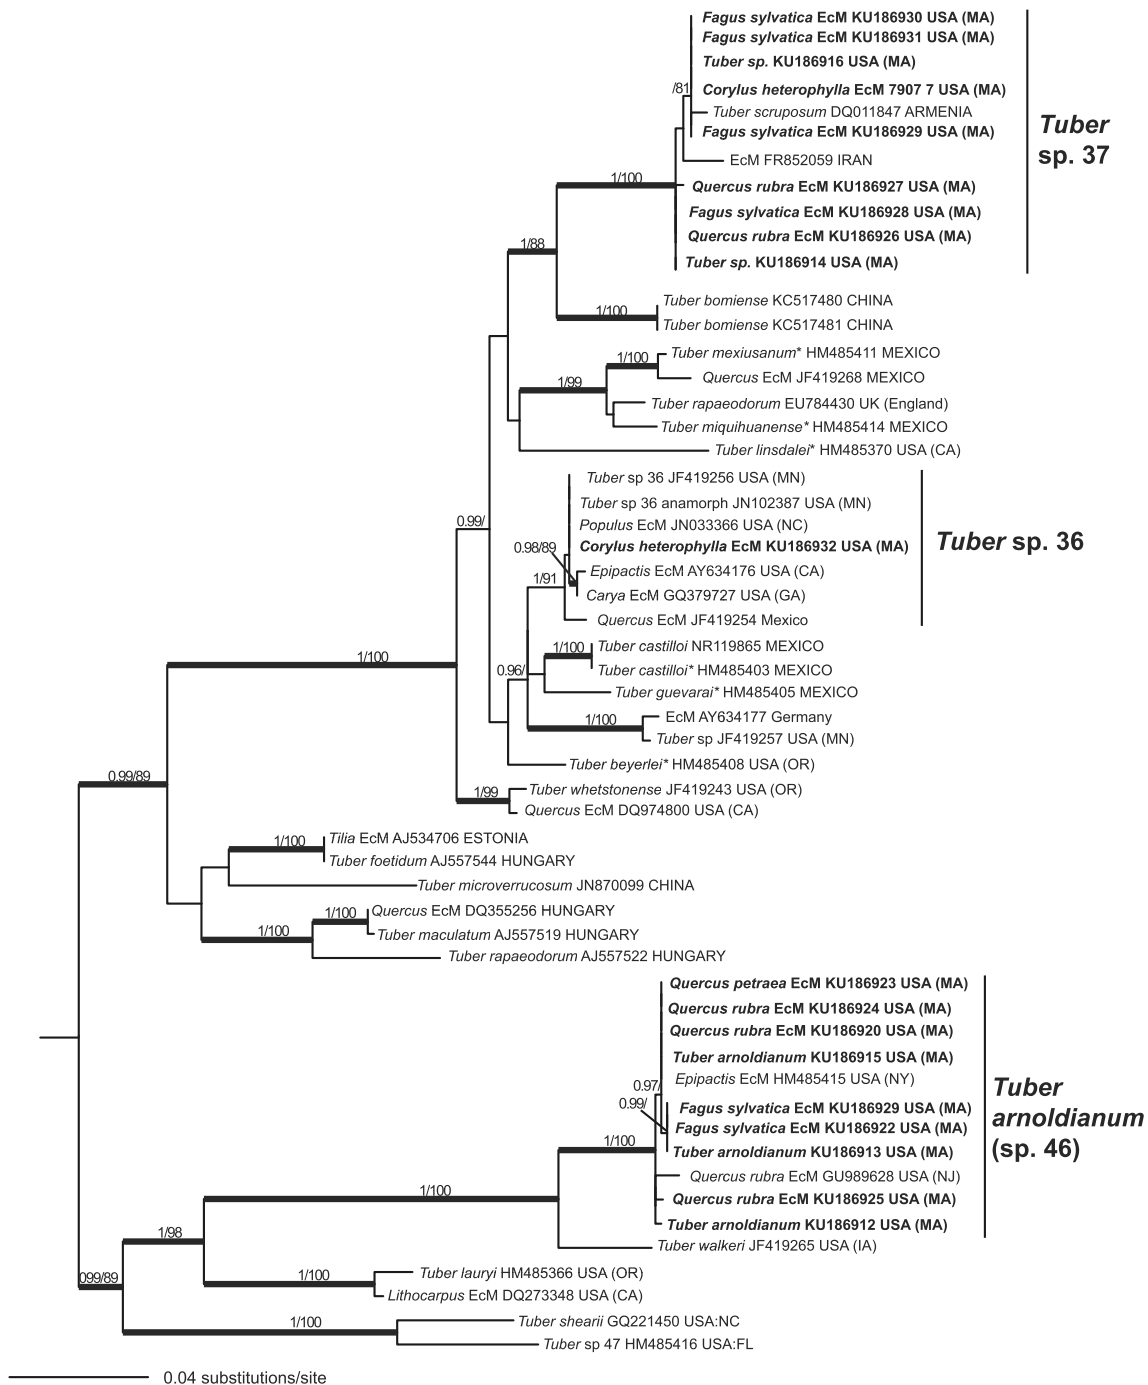 Fagus sylvatica EcM KU186930 USA (MA)
Fagus sylvatica EcM KU186931 USA (MA)
Tuber sp. KU186916 USA (MA)
/81
Corylus heterophylla EcM 7907 7 USA (MA)
Tuber scruposum DQ011847 ARMENIA
Fagus sylvatica EcM KU186929 USA (MA)
Tuber
sp. 37
EcM FR852059 IRAN
1/100
Quercus rubra EcM KU186927 USA (MA)
Fagus sylvatica EcM KU186928 USA (MA)
Quercus rubra EcM KU186926 USA (MA)
1/88
Tuber sp. KU186914 USA (MA)
Tuber bomiense KC517480 CHINA
1/100
Tuber bomiense KC517481 CHINA
Tuber mexiusanum* HM485411 MEXICO
1/100
Quercus EcM JF419268 MEXICO
1/99
Tuber rapaeodorum EU784430 UK (England)
Tuber miquihuanense* HM485414 MEXICO
Tuber linsdalei* HM485370 USA (CA)
Tuber sp 36 JF419256 USA (MN)
Tuber sp 36 anamorph JN102387 USA (MN)
0.99/
Populus EcM JN033366 USA (NC)
0.98/89
Corylus heterophylla EcM KU186932 USA (MA)
Tuber sp. 36
1/91
Epipactis EcM AY634176 USA (CA)
Carya EcM GQ379727 USA (GA)
Quercus EcM JF419254 Mexico
1/100
Tuber castilloi NR119865 MEXICO
1/100
0.96/
Tuber castilloi* HM485403 MEXICO
Tuber guevarai* HM485405 MEXICO
1/100
EcM AY634177 Germany
Tuber sp JF419257 USA (MN)
Tuber beyerlei* HM485408 USA (OR)
0.99/89
1/99
Tuber whetstonense JF419243 USA (OR)
Quercus EcM DQ974800 USA (CA)
1/100
Tilia EcM AJ534706 ESTONIA
Tuber foetidum AJ557544 HUNGARY
Tuber microverrucosum JN870099 CHINA
1/100
Quercus EcM DQ355256 HUNGARY
1/100
Tuber maculatum AJ557519 HUNGARY
Tuber rapaeodorum AJ557522 HUNGARY
Quercus petraea EcM KU186923 USA (MA)
Quercus rubra EcM KU186924 USA (MA)
Quercus rubra EcM KU186920 USA (MA)
Tuber arnoldianum KU186915 USA (MA)
0.97/
Epipactis EcM HM485415 USA (NY)
0.99/
Fagus sylvatica EcM KU186929 USA (MA)
Tuber
arnoldianum
(sp. 46)
Fagus sylvatica EcM KU186922 USA (MA)
1/100
Tuber arnoldianum KU186913 USA (MA)
Quercus rubra EcM GU989628 USA (NJ)
1/100
Quercus rubra EcM KU186925 USA (MA)
Tuber arnoldianum KU186912 USA (MA)
1/98
Tuber walkeri JF419265 USA (IA)
099/89
1/100
Tuber lauryi HM485366 USA (OR)
Lithocarpus EcM DQ273348 USA (CA)
1/100
Tuber shearii GQ221450 USA:NC
Tuber sp 47 HM485416 USA:FL
0.04 substitutions/site